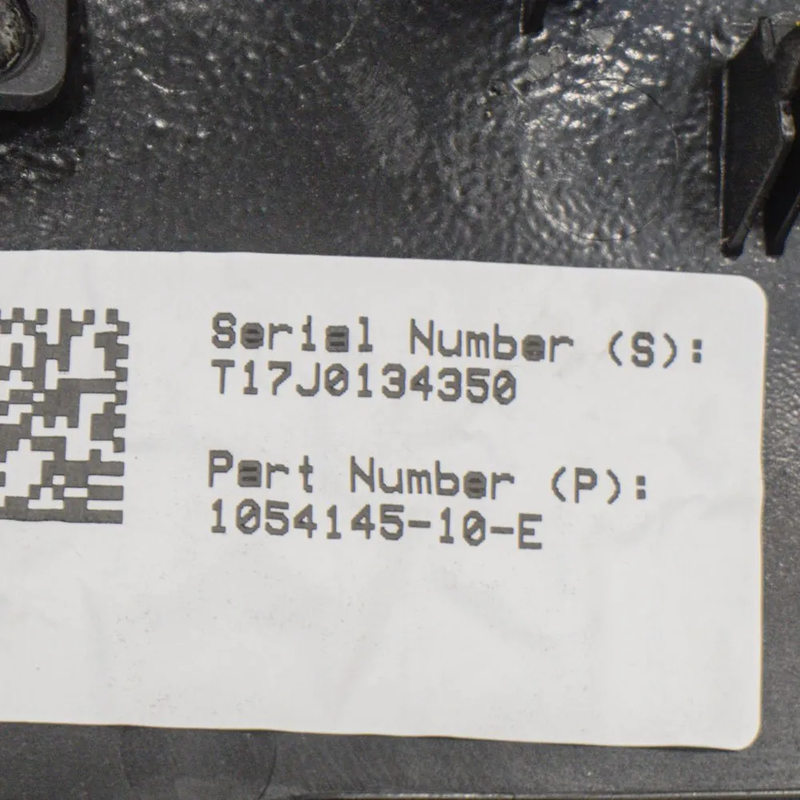 Serial Number (S):
T17J0134350
Part Number (P):
1054145-10-E